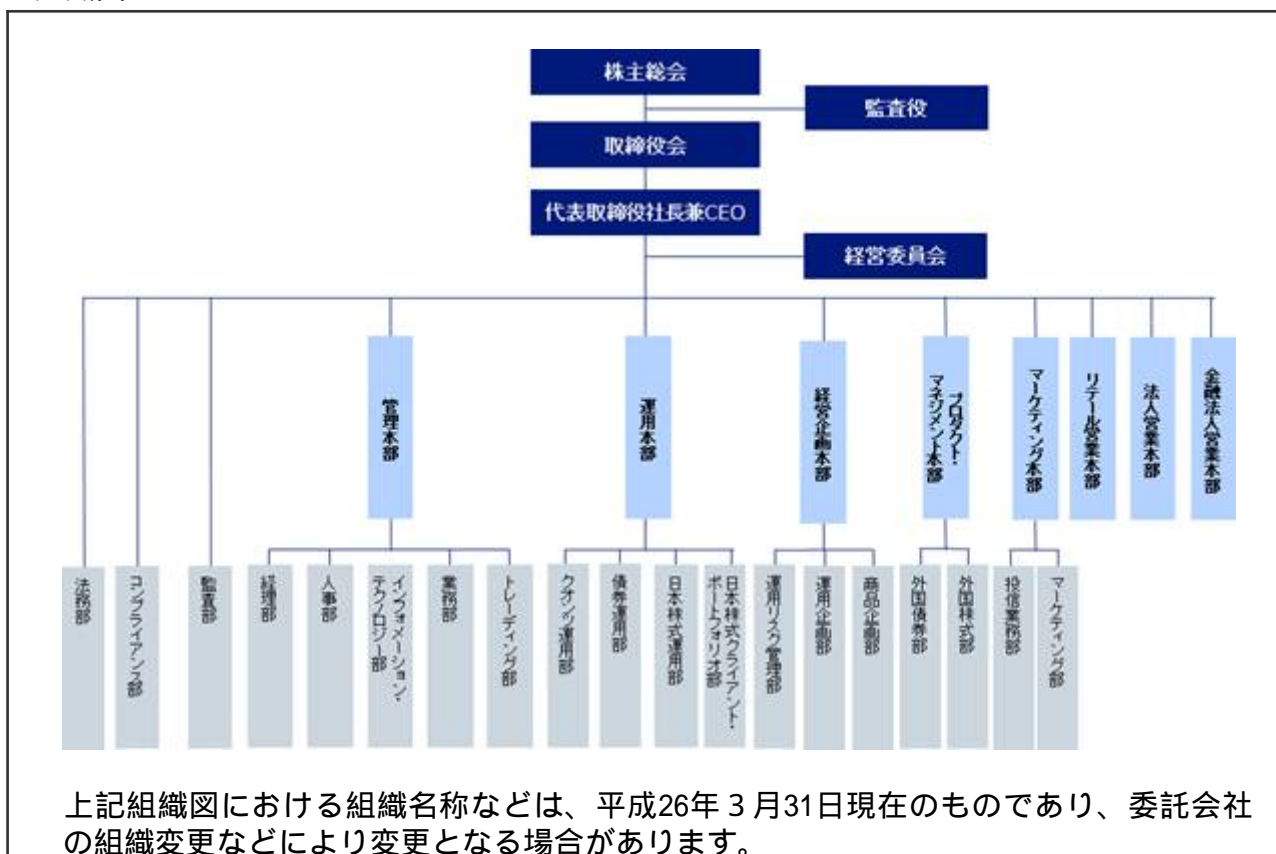 株主総会
監査役
取締役会
代表取締役社長兼CEO
経営委員会
管理本部
運用本部
経営企画本部
プロダクト・
マネジメント本部
マーケティング本部
リテール営業本部
法人営業本部
金融法人営業本部
法務部
コンプライアンス部
監査部
経理部
人事部
インフォメーション・
テクノロジー部
業務部
トレーディング部
クオンツ運用部
債券運用部
日本株式運用部
日本株式クライアント・
ポートフォリオ部
運用リスク管理部
運用企画部
商品企画部
外国債券部
外国株式部
投信業務部
マーケティング部
上記組織図における組織名称などは、平成26年3月31日現在のものであり、委託会社
の組織変更などにより変更となる場合があります。